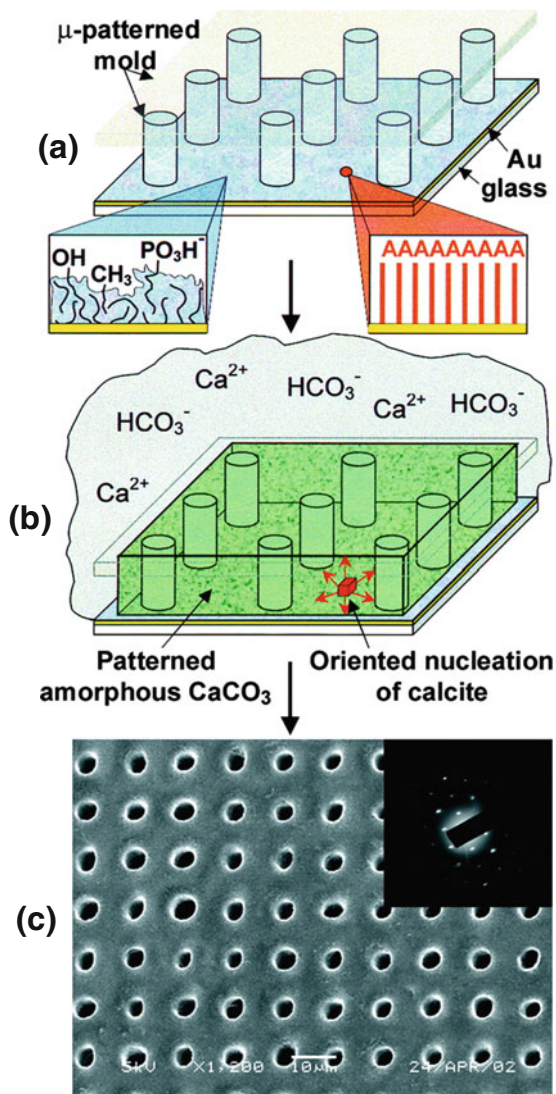 μ-patterned
mold
(a)
Au
glass
OH
CH₃
PO₃H⁻
AAAAAAAAA
Ca²⁺
HCO₃⁻
Ca²⁺
HCO₃⁻
HCO₃⁻
Ca²⁺
(b)
Patterned
amorphous CaCO₃
Oriented nucleation
of calcite
(c)
5KV X1,200 10μm 24/APR/02